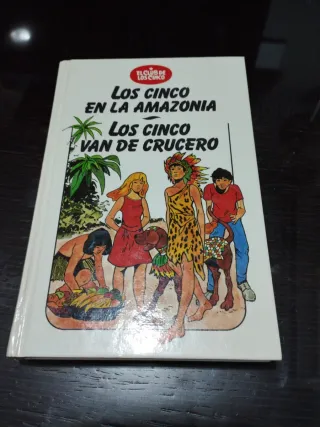 EL CLUB DE
LOS CINCO
LOS CINCO
EN LA AMAZONIA
LOS CINCO
VAN DE CRUCERO